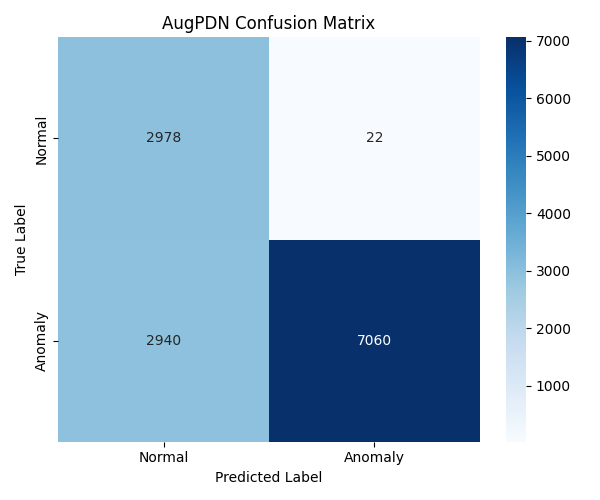 AugPDN Confusion Matrix
True Label
Normal
Anomaly
2978
22
2940
7060
Normal
Anomaly
Predicted Label
7000
6000
5000
4000
3000
2000
1000